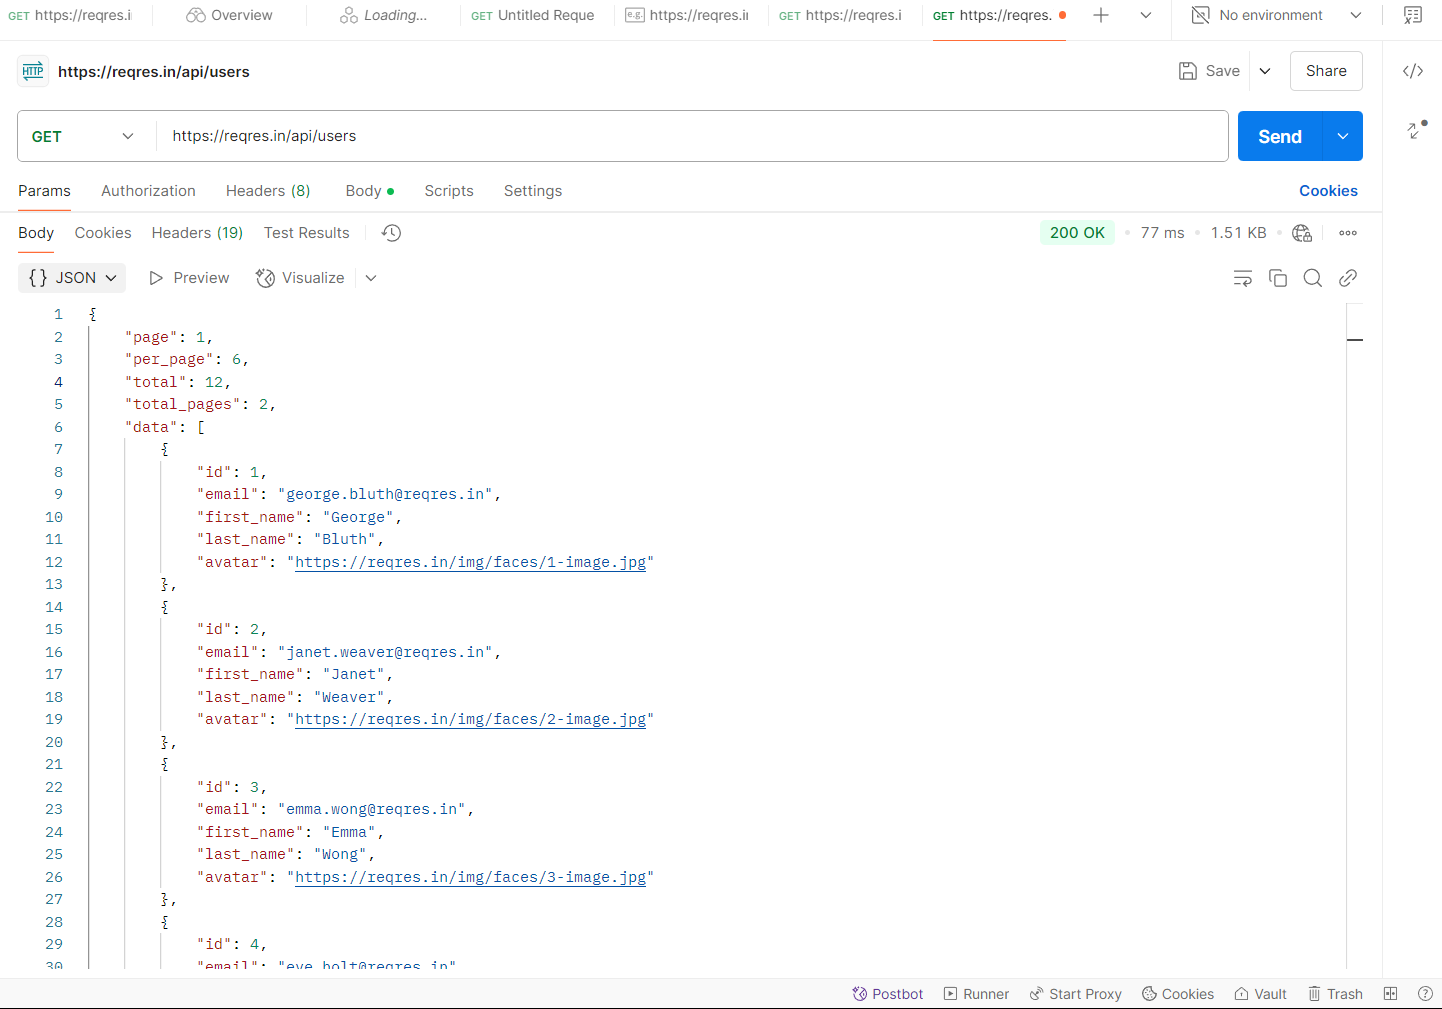 GET https://reqres.i
Overview
Loading...
GET Untitled Reque
e.g. https://reqres.i
GET https://reqres.i
GET https://reqres.
No environment
HTTP https://reqres.in/api/users
Save
Share
GET https://reqres.in/api/users
Send
Params Authorization Headers (8) Body Scripts Settings
Cookies
Body Cookies Headers (19) Test Results
200 OK • 77 ms • 1.51 KB
{} JSON Preview Visualize
1 {
2 "page": 1,
3 "per_page": 6,
4 "total": 12,
5 "total_pages": 2,
6 "data": [
7 {
8 "id": 1,
9 "email": "george.bluth@reqres.in",
10 "first_name": "George",
11 "last_name": "Bluth",
12 "avatar": "https://reqres.in/img/faces/1-image.jpg"
13 },
14 {
15 "id": 2,
16 "email": "janet.weaver@reqres.in",
17 "first_name": "Janet",
18 "last_name": "Weaver",
19 "avatar": "https://reqres.in/img/faces/2-image.jpg"
20 },
21 {
22 "id": 3,
23 "email": "emma.wong@reqres.in",
24 "first_name": "Emma",
25 "last_name": "Wong",
26 "avatar": "https://reqres.in/img/faces/3-image.jpg"
27 },
28 {
29 "id": 4,
30 "email": "eve.holt@reqres.in"
Postbot Runner Start Proxy Cookies Vault Trash